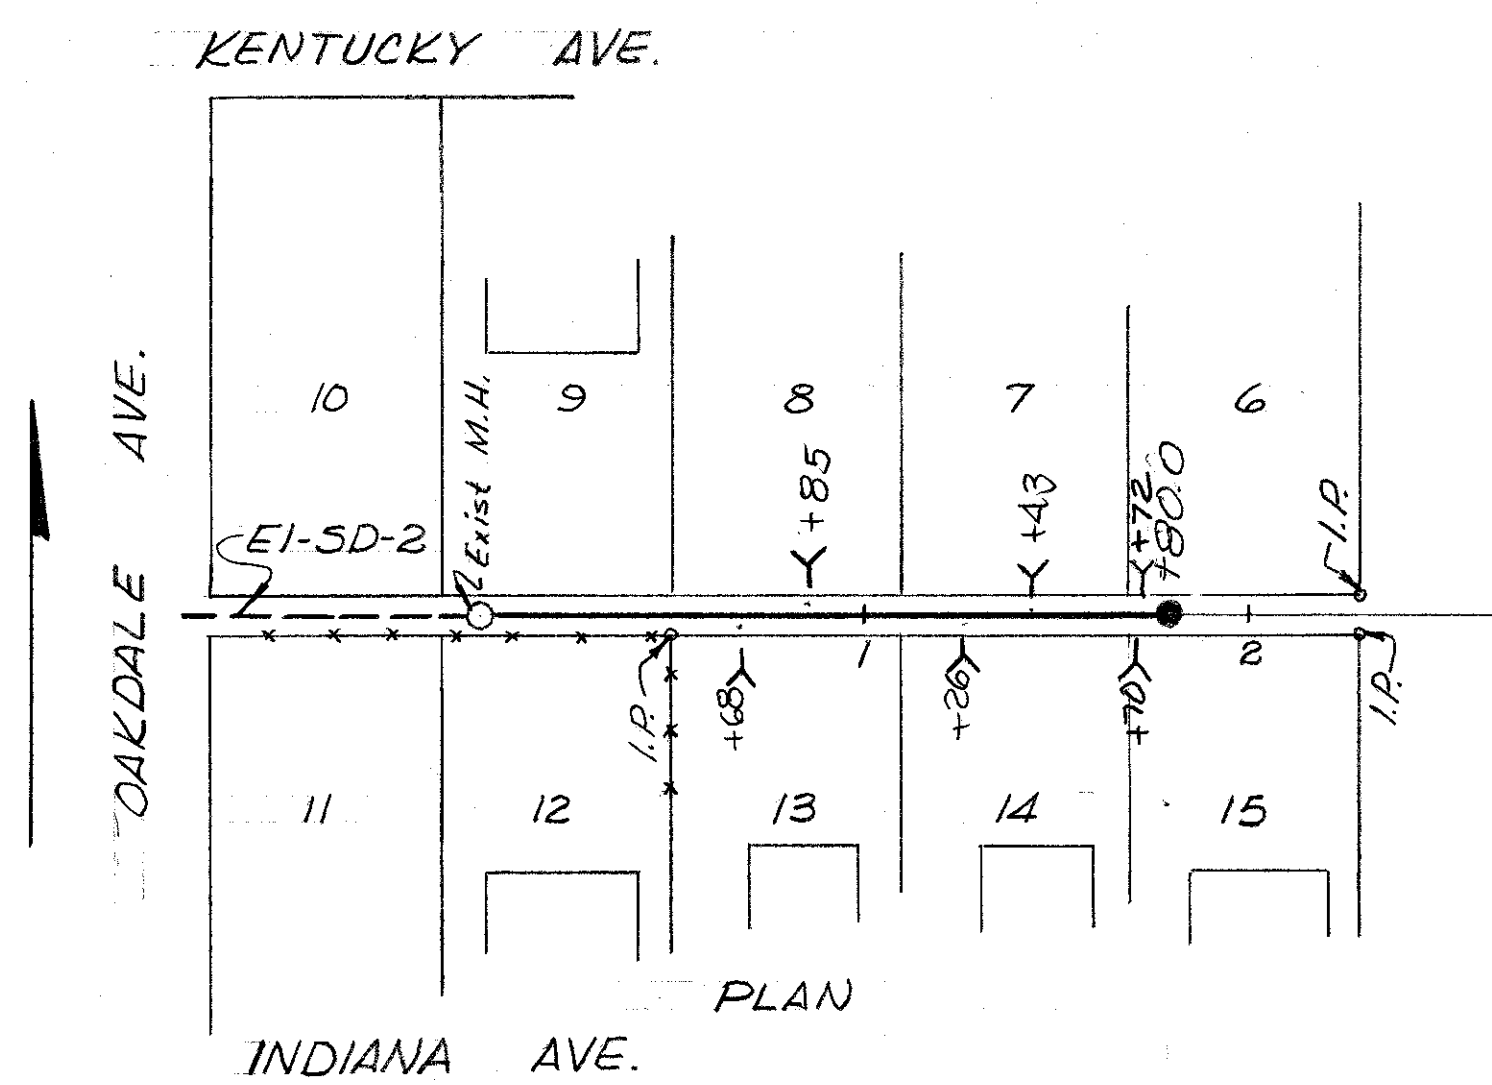 KENTUCKY AVE.
OAKDALE AVE.
10
9
8
7
6
Exist M.H.
E1-SD-2
+85
+43
+72
+80.0
I.P.
1
2
I.P.
+68
+26
+70
I.P.
11
12
13
14
15
PLAN
INDIANA AVE.